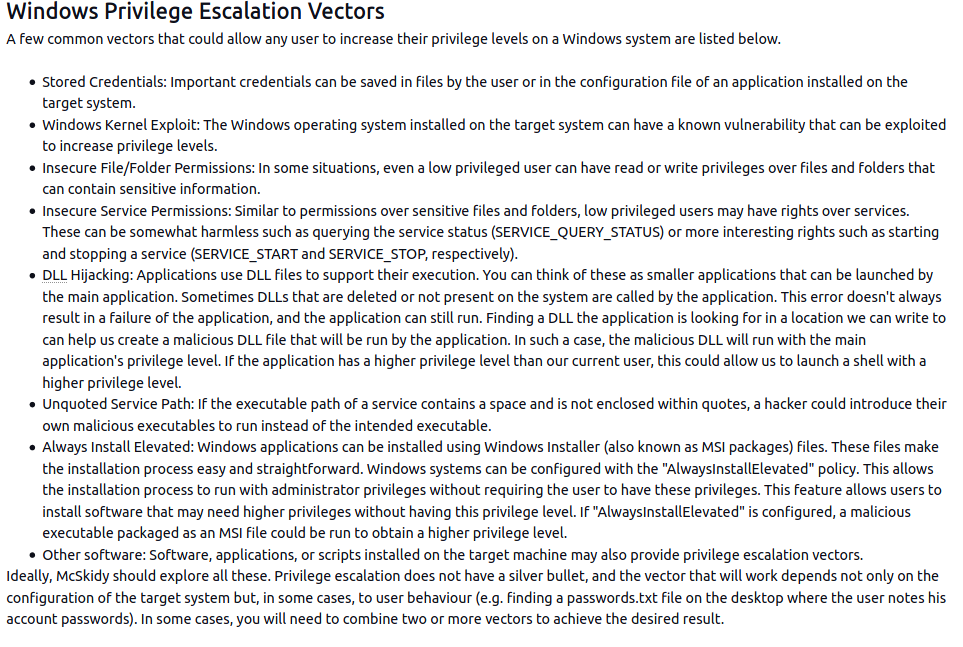 Windows Privilege Escalation Vectors
A few common vectors that could allow any user to increase their privilege levels on a Windows system are listed below.
• Stored Credentials: Important credentials can be saved in files by the user or in the configuration file of an application installed on the
target system.
• Windows Kernel Exploit: The Windows operating system installed on the target system can have a known vulnerability that can be exploited
to increase privilege levels.
• Insecure File/Folder Permissions: In some situations, even a low privileged user can have read or write privileges over files and folders that
can contain sensitive information.
• Insecure Service Permissions: Similar to permissions over sensitive files and folders, low privileged users may have rights over services.
These can be somewhat harmless such as querying the service status (SERVICE_QUERY_STATUS) or more interesting rights such as starting
and stopping a service (SERVICE_START and SERVICE_STOP, respectively).
• DLL Hijacking: Applications use DLL files to support their execution. You can think of these as smaller applications that can be launched by
the main application. Sometimes DLLs that are deleted or not present on the system are called by the application. This error doesn't always
result in a failure of the application, and the application can still run. Finding a DLL the application is looking for in a location we can write to
can help us create a malicious DLL file that will be run by the application. In such a case, the malicious DLL will run with the main
application's privilege level. If the application has a higher privilege level than our current user, this could allow us to launch a shell with a
higher privilege level.
• Unquoted Service Path: If the executable path of a service contains a space and is not enclosed within quotes, a hacker could introduce their
own malicious executables to run instead of the intended executable.
• Always Install Elevated: Windows applications can be installed using Windows Installer (also known as MSI packages) files. These files make
the installation process easy and straightforward. Windows systems can be configured with the "AlwaysInstallElevated" policy. This allows
the installation process to run with administrator privileges without requiring the user to have these privileges. This feature allows users to
install software that may need higher privileges without having this privilege level. If "AlwaysInstallElevated" is configured, a malicious
executable packaged as an MSI file could be run to obtain a higher privilege level.
• Other software: Software, applications, or scripts installed on the target machine may also provide privilege escalation vectors.
Ideally, McSkidy should explore all these. Privilege escalation does not have a silver bullet, and the vector that will work depends not only on the
configuration of the target system but, in some cases, to user behaviour (e.g. finding a passwords.txt file on the desktop where the user notes his
account passwords). In some cases, you will need to combine two or more vectors to achieve the desired result.